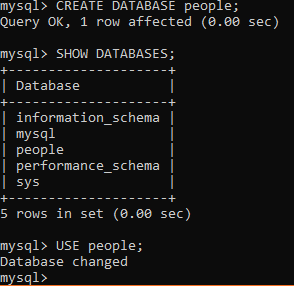 mysql> CREATE DATABASE people;
Query OK, 1 row affected (0.00 sec)
mysql> SHOW DATABASES;
+--------------------+
| Database           |
+--------------------+
| information_schema |
| mysql              |
| people             |
| performance_schema |
| sys                |
+--------------------+
5 rows in set (0.00 sec)
mysql> USE people;
Database changed
mysql>